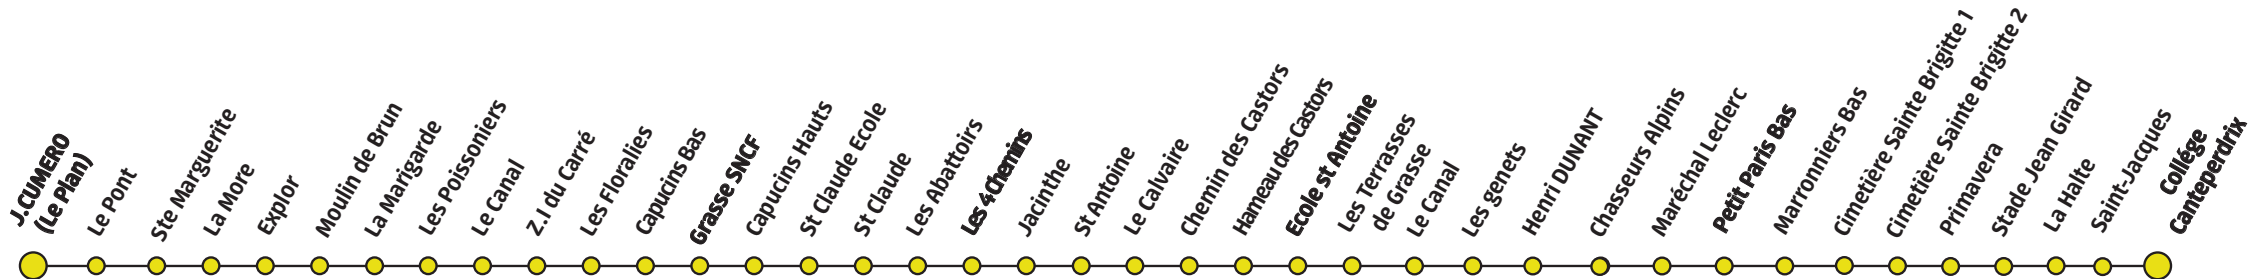 J.CUMERO
(Le Plan)
Le Pont
Ste Marguerite
La More
Explor
Moulin de Brun
La Marigarde
Les Poissoniers
Le Canal
Z.I du Carré
Les Floralies
Capucins Bas
Grasse SNCF
Capucins Hauts
St Claude Ecole
St Claude
Les Abattoirs
Les 4 Chemins
Jacinthe
St Antoine
Le Calvaire
Chemin des Castors
Hameau des Castors
Ecole st Antoine
Les Terrasses
de Grasse
Le Canal
Les genets
Henri DUNANT
Chasseurs Alpins
Maréchal Leclerc
Petit Paris Bas
Marronniers Bas
Cimetière Sainte Brigitte 1
Cimetière Sainte Brigitte 2
Primavera
Stade Jean Girard
La Halte
Saint-Jacques
Collége
Canteperdrix